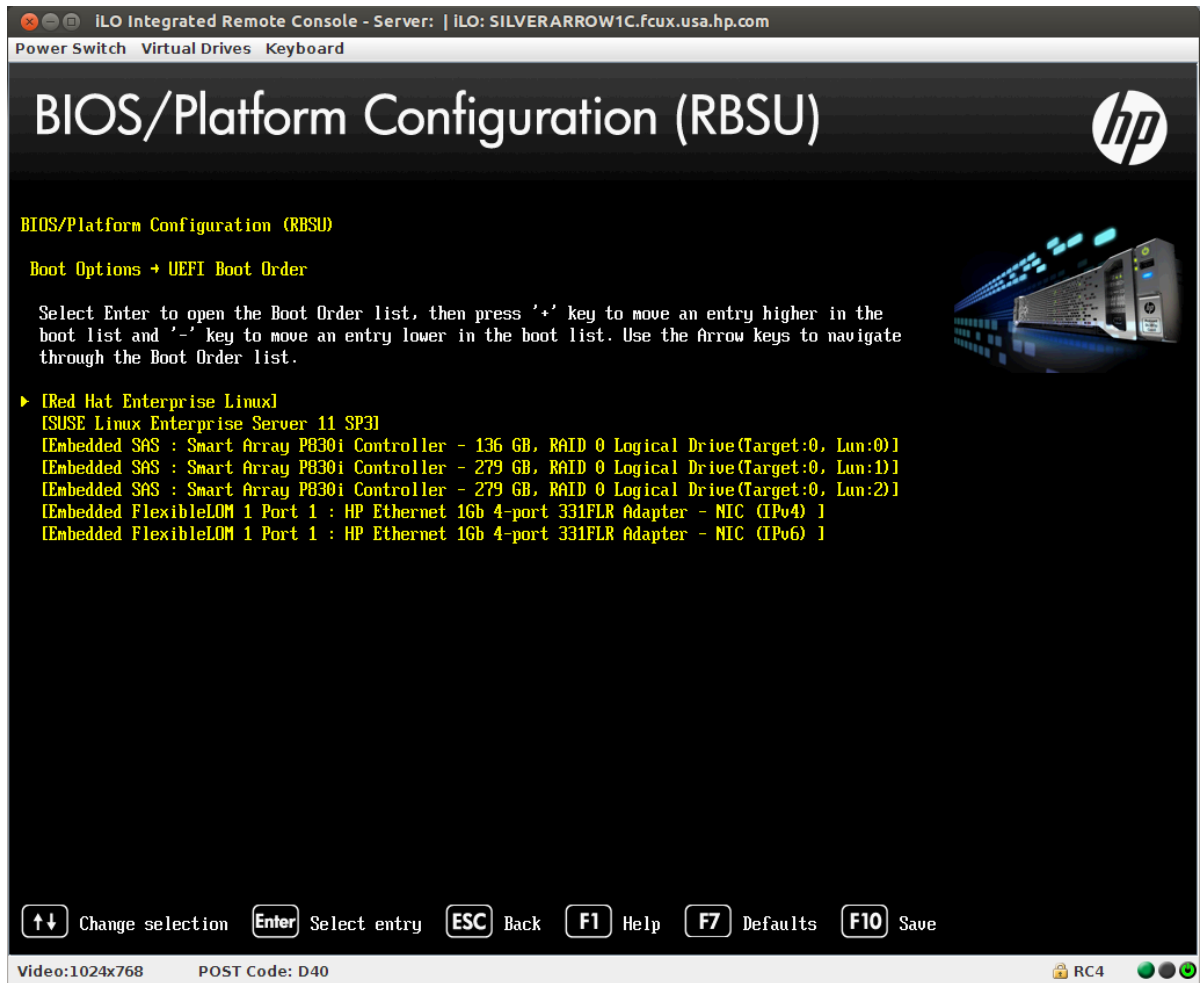 iLO Integrated Remote Console - Server: | iLO: SILVERARROW1C.fcux.usa.hp.com
Power Switch Virtual Drives Keyboard
BIOS/Platform Configuration (RBSU)
hp
BIOS/Platform Configuration (RBSU)
Boot Options → UEFI Boot Order
Select Enter to open the Boot Order list, then press '+' key to move an entry higher in the
boot list and '-' key to move an entry lower in the boot list. Use the Arrow keys to navigate
through the Boot Order list.
[Red Hat Enterprise Linux]
[SUSE Linux Enterprise Server 11 SP3]
[Embedded SAS : Smart Array P830i Controller - 136 GB, RAID 0 Logical Drive(Target:0, Lun:0)]
[Embedded SAS : Smart Array P830i Controller - 279 GB, RAID 0 Logical Drive(Target:0, Lun:1)]
[Embedded SAS : Smart Array P830i Controller - 279 GB, RAID 0 Logical Drive(Target:0, Lun:2)]
[Embedded FlexibleLOM 1 Port 1 : HP Ethernet 1Gb 4-port 331FLR Adapter - NIC (IPv4) ]
[Embedded FlexibleLOM 1 Port 1 : HP Ethernet 1Gb 4-port 331FLR Adapter - NIC (IPv6) ]
↑↓ Change selection Enter Select entry ESC Back F1 Help F7 Defaults F10 Save
Video:1024x768 POST Code: D40 RC4